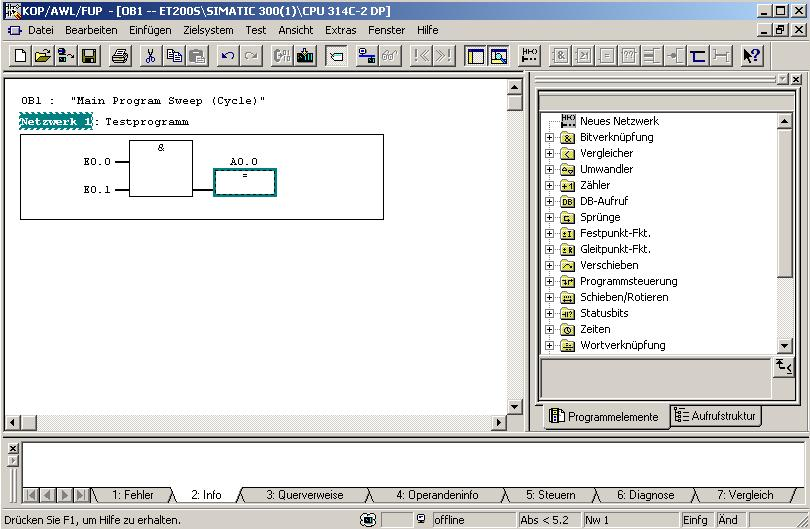 KOP/AWL/FUP - [OB1 -- ET200S\SIMATIC 300(1)\CPU 314C-2 DP]
Datei Bearbeiten Einfügen Zielsystem Test Ansicht Extras Fenster Hilfe
OB1 : "Main Program Sweep (Cycle)"
Netzwerk 1: Testprogramm
&
E0.0
A0.0
=
E0.1
Neues Netzwerk
Bitverknüpfung
Vergleicher
Umwandler
Zähler
DB-Aufruf
Sprünge
Festpunkt-Fkt.
Gleitpunkt-Fkt.
Verschieben
Programmsteuerung
Schieben/Rotieren
Statusbits
Zeiten
Wortverknüpfung
Programmelemente Aufrufstruktur
1: Fehler 2: Info 3: Querverweise 4: Operandeninfo 5: Steuern 6: Diagnose 7: Vergleich
Drücken Sie F1, um Hilfe zu erhalten. offline Abs < 5.2 Nw 1 Einfg Änd